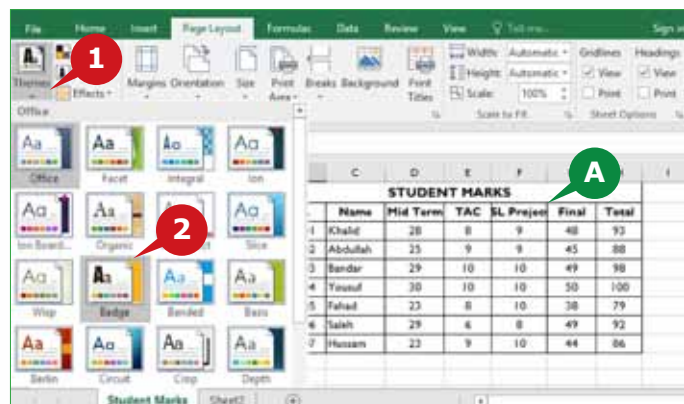 File Home Insert Page Layout Formulas Data Review View Tell me... Sign in
1
Themes
Effects
Margins
Orientation
Size
Print Area
Breaks
Background
Print Titles
Width: Automatic
Height: Automatic
Scale: 100%
Scale to Fit
Gridlines
View
Print
Headings
View
Print
Sheet Options
Office
Aa Aa Aa Aa
Office Facet Integral Ion
Aa Aa Aa
Ion Board... Organic Slice
2
Aa Aa Aa Aa
Wisp Badge Banded Basis
Aa Aa Aa Aa
Berlin Circuit Crop Depth
A
C D E F H I
STUDENT MARKS
Name Mid Term TAC SL Project Final Total
1 Khalid 28 8 9 48 93
2 Abdullah 25 9 9 45 88
3 Bandar 29 10 10 49 98
4 Yousuf 30 10 10 50 100
5 Fahad 23 8 10 38 79
6 Saleh 29 6 8 49 92
7 Hussam 23 9 10 44 86
Student Marks Sheet2